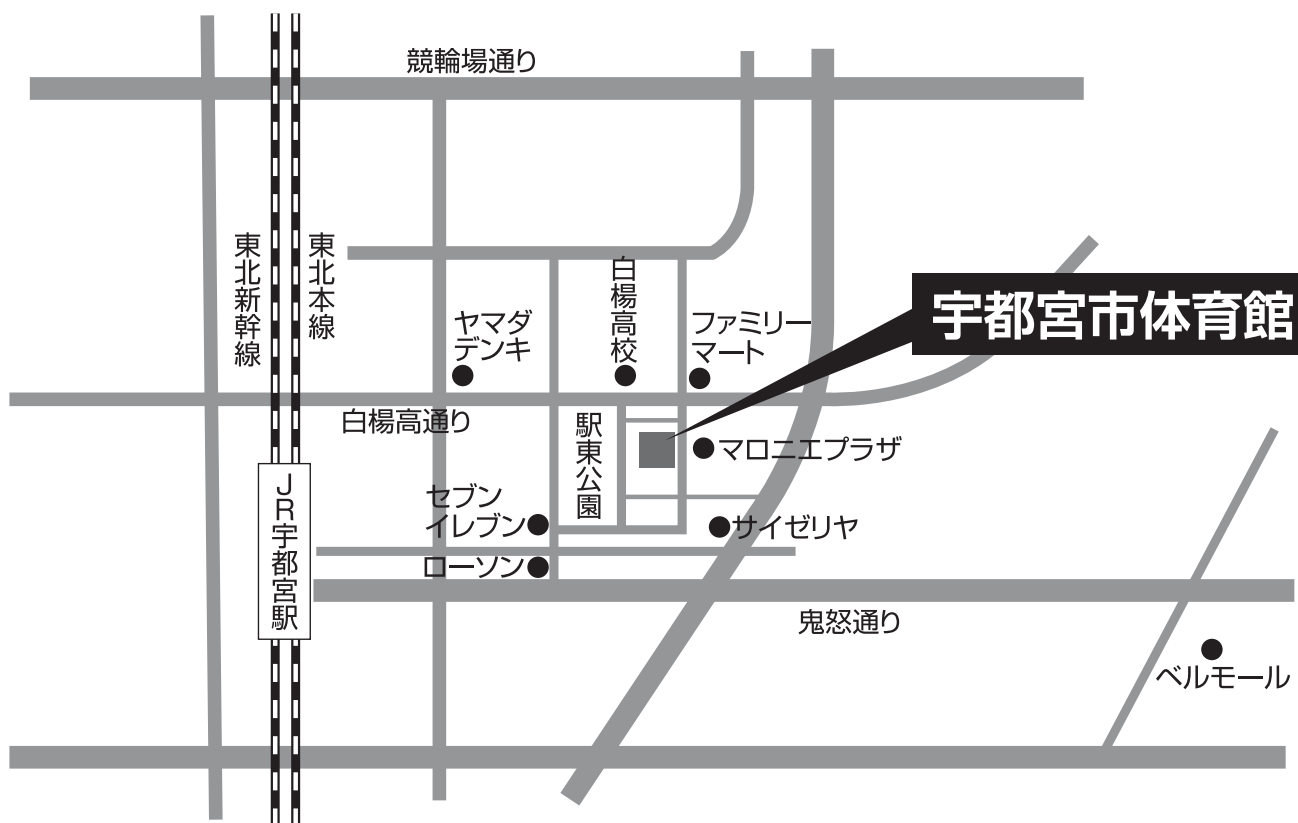 競輪場通り
東北新幹線
東北本線
白楊高校
ヤマダ
デンキ
ファミリー
マート
宇都宮市体育館
白楊高通り
駅東公園
マロニエプラザ
セブン
イレブン
サイゼリヤ
ローソン
JR宇都宮駅
鬼怒通り
ベルモール